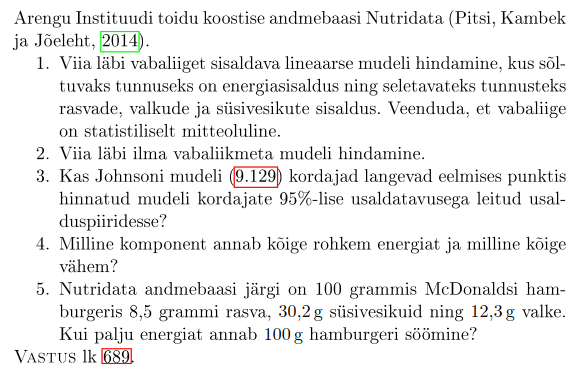 Arengu Instituudi toidu koostise andmebaasi Nutridata (Pitsi, Kambek
ja Jõeleht, 2014).
1. Viia läbi vabaliiget sisaldava lineaarse mudeli hindamine, kus sõl-
tuvaks tunnuseks on energiasisaldus ning seletavateks tunnusteks
rasvade, valkude ja süsivesikute sisaldus. Veenduda, et vabaliige
on statistiliselt mitteoluline.
2. Viia läbi ilma vabaliikmeta mudeli hindamine.
3. Kas Johnsoni mudeli (9.129) kordajad langevad eelmises punktis
hinnatud mudeli kordajate 95%-lise usaldatavusega leitud usal-
duspiiridesse?
4. Milline komponent annab kõige rohkem energiat ja milline kõige
vähem?
5. Nutridata andmebaasi järgi on 100 grammis McDonaldsi ham-
burgeris 8,5 grammi rasva, 30,2 g süsivesikuid ning 12,3 g valke.
Kui palju energiat annab 100 g hamburgeri söömine?
VASTUS lk 689.